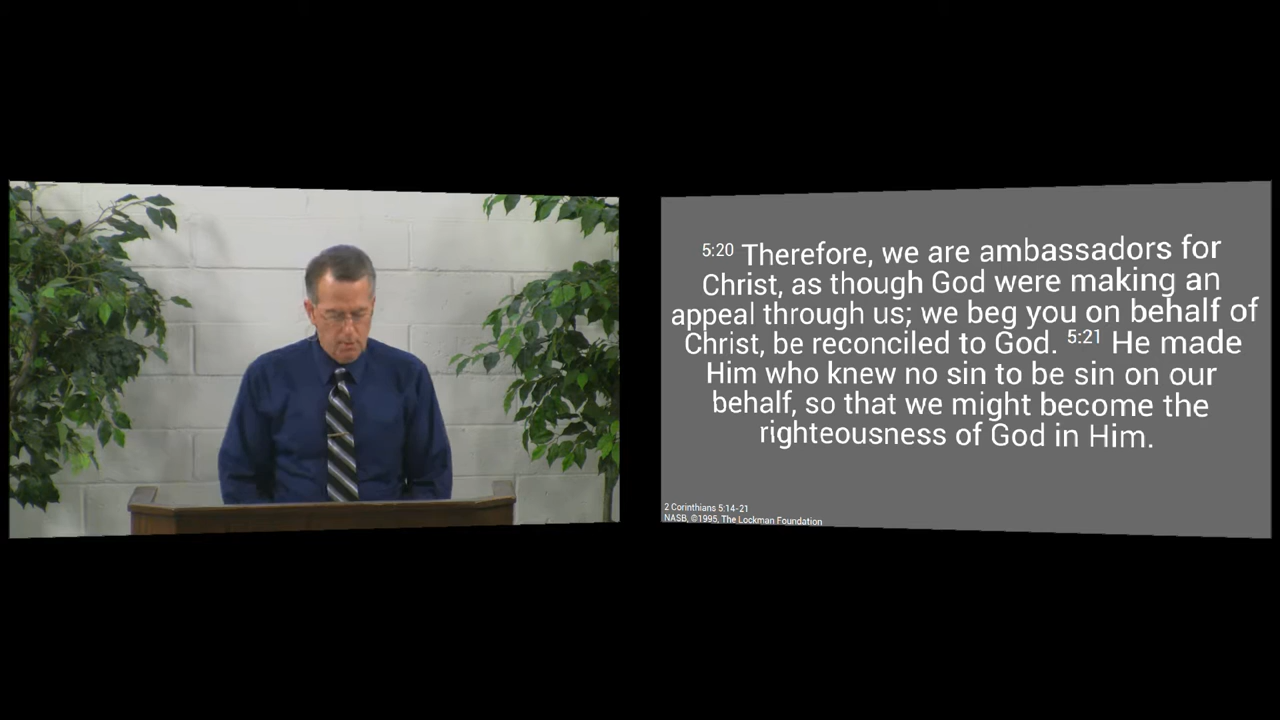 5:20 Therefore, we are ambassadors for
Christ, as though God were making an
appeal through us; we beg you on behalf of
Christ, be reconciled to God. 5:21 He made
Him who knew no sin to be sin on our
behalf, so that we might become the
righteousness of God in Him.
2 Corinthians 5:14-21
NASB, ©1995, The Lockman Foundation